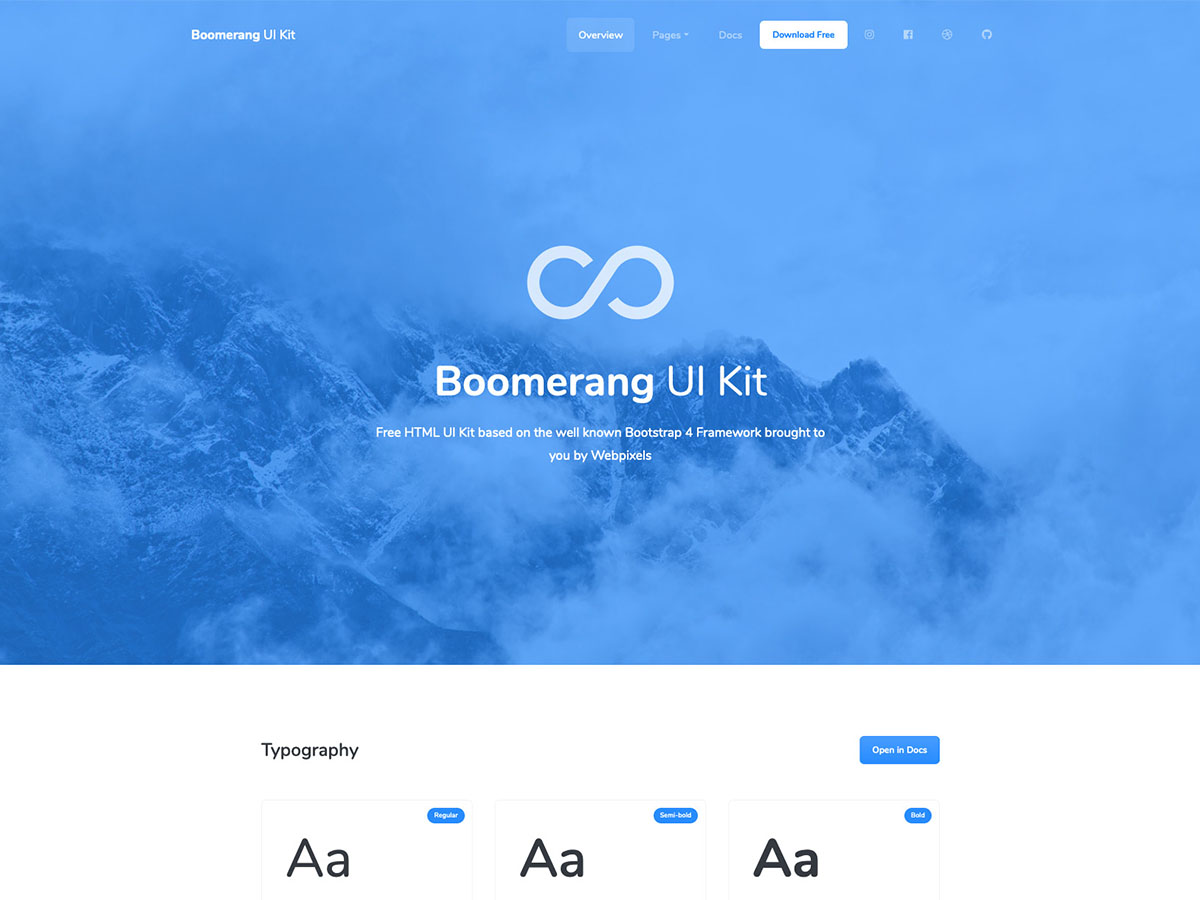 Boomerang UI Kit
Overview
Pages
Docs
Download Free
Boomerang UI Kit
Free HTML UI Kit based on the well known Bootstrap 4 Framework brought to
you by Webpixels
Typography
Open in Docs
Regular
Semi-bold
Bold
Aa
Aa
Aa